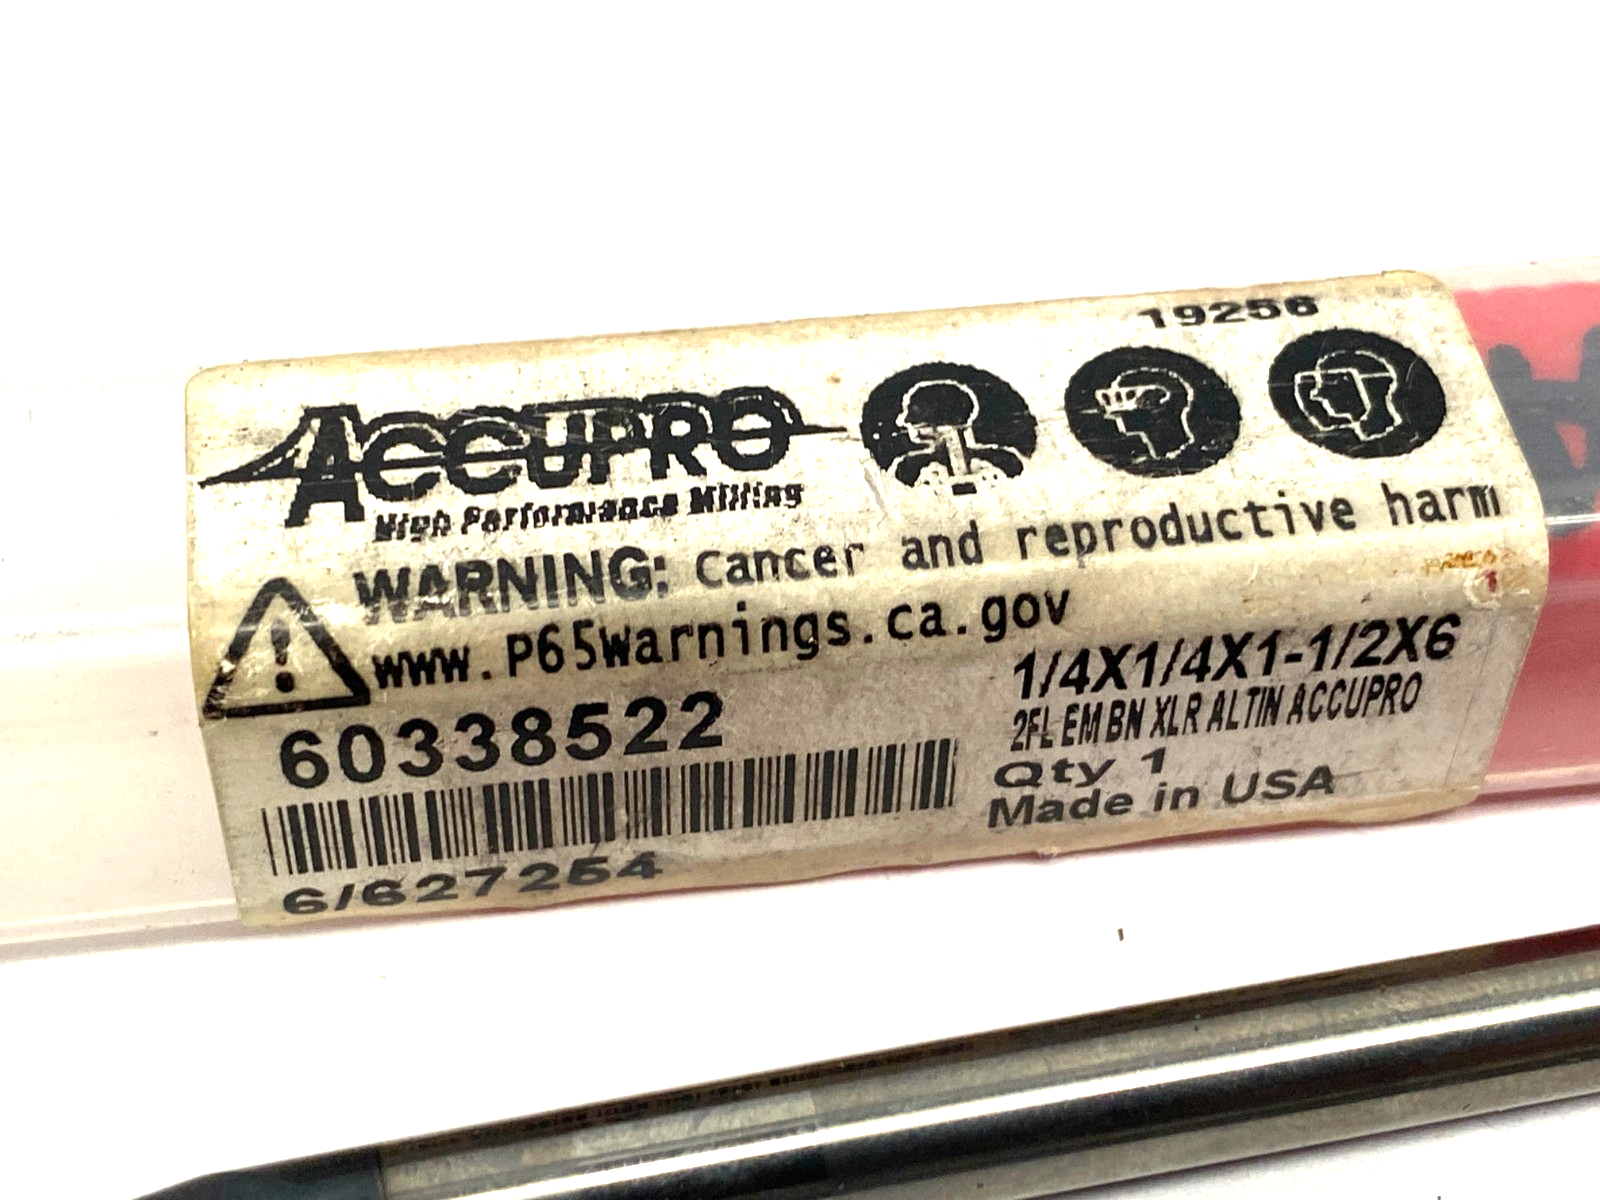 19256
ACCUPRO
High Performance Milling
WARNING: Cancer and reproductive harm
www.P65Warnings.ca.gov
60338522
1/4X1/4X1-1/2X6
2FL EM BN XLR ALTIN ACCUPRO
Qty 1
Made in USA
6/627254